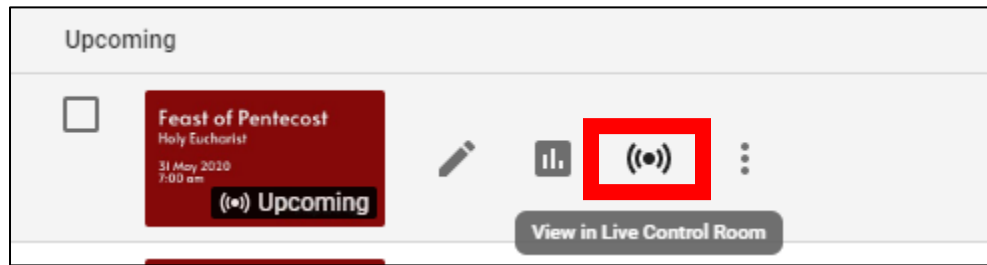 Upcoming
Feast of Pentecost
Holy Eucharist
31 May 2020
7:00 am
Upcoming
View in Live Control Room